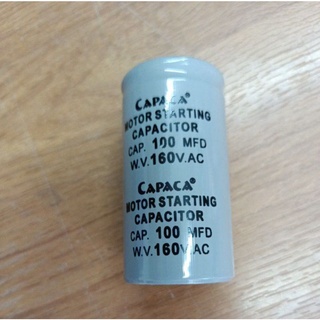 CAPACA®
MOTOR STARTING
CAPACITOR
CAP. 100 MFD
W.V. 160V.AC
CAPACA®
MOTOR STARTING
CAPACITOR
CAP. 100 MFD
W.V. 160V.AC